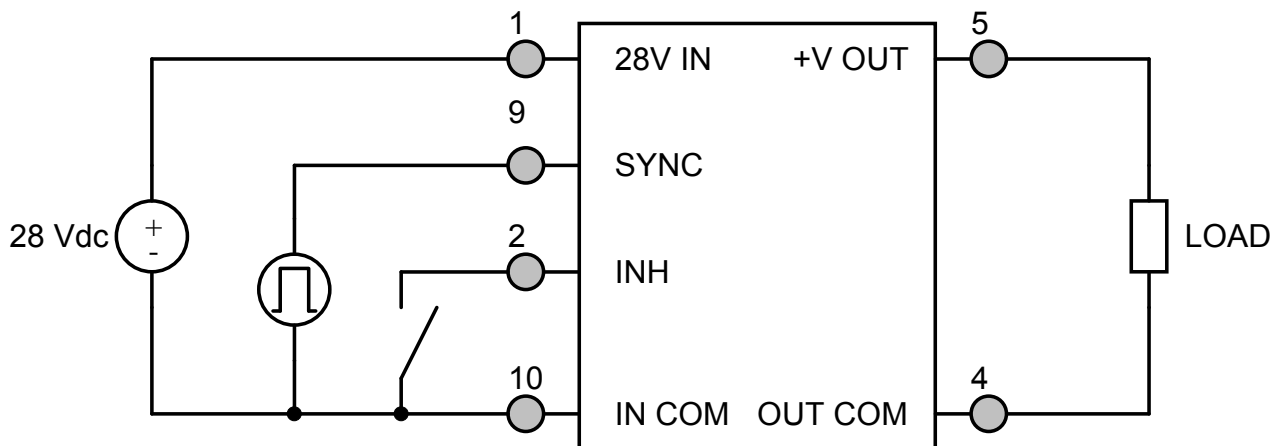 1
5
28V IN
+V OUT
9
SYNC
28 Vdc
+
-
2
INH
LOAD
10
4
IN COM
OUT COM